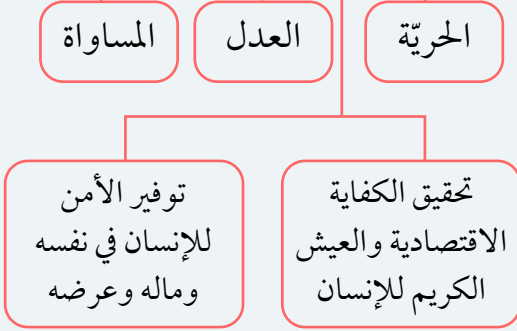 الحريّة
العدل
المساواة
تحقيق الكفاية
الاقتصادية والعيش
الكريم للإنسان
توفير الأمن
للإنسان في نفسه
وماله وعرضه